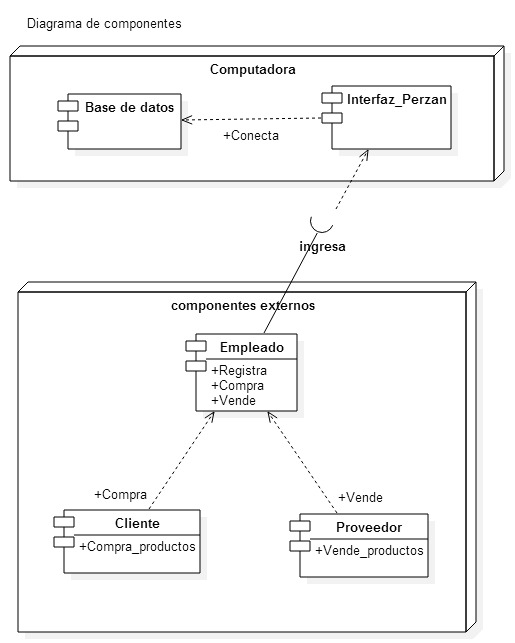 Diagrama de componentes
Computadora
Base de datos
Interfaz_Perzan
+Conecta
ingresa
componentes externos
Empleado
+Registra
+Compra
+Vende
+Compra
+Vende
Cliente
+Compra_productos
Proveedor
+Vende_productos